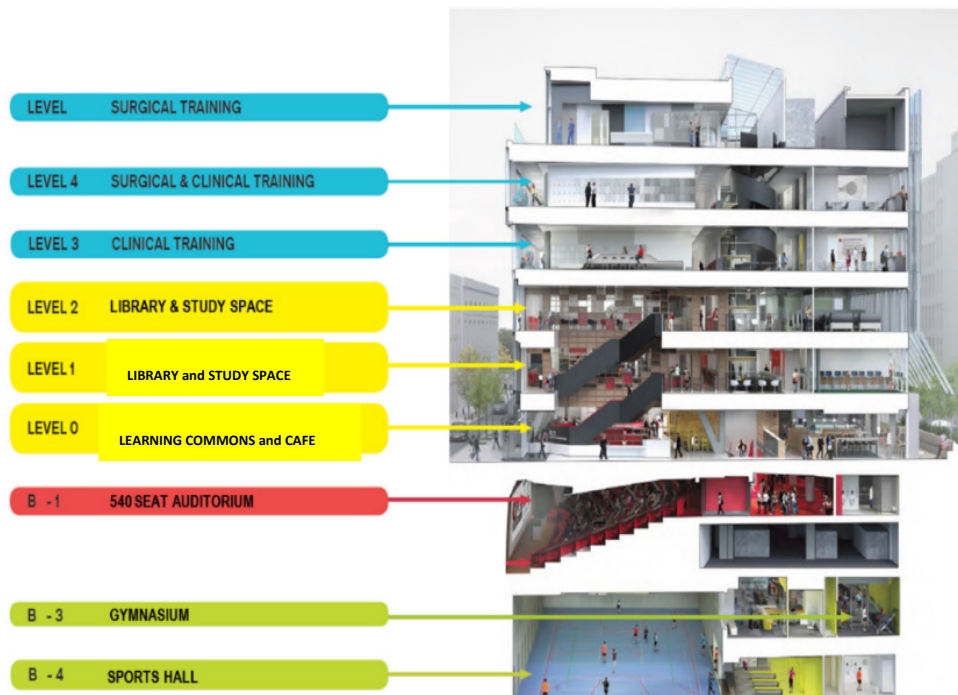 LEVEL SURGICAL TRAINING
LEVEL 4 SURGICAL & CLINICAL TRAINING
LEVEL 3 CLINICAL TRAINING
LEVEL 2 LIBRARY & STUDY SPACE
LEVEL 1 LIBRARY and STUDY SPACE
LEVEL 0 LEARNING COMMONS and CAFE
B - 1 540 SEAT AUDITORIUM
B - 3 GYMNASIUM
B - 4 SPORTS HALL